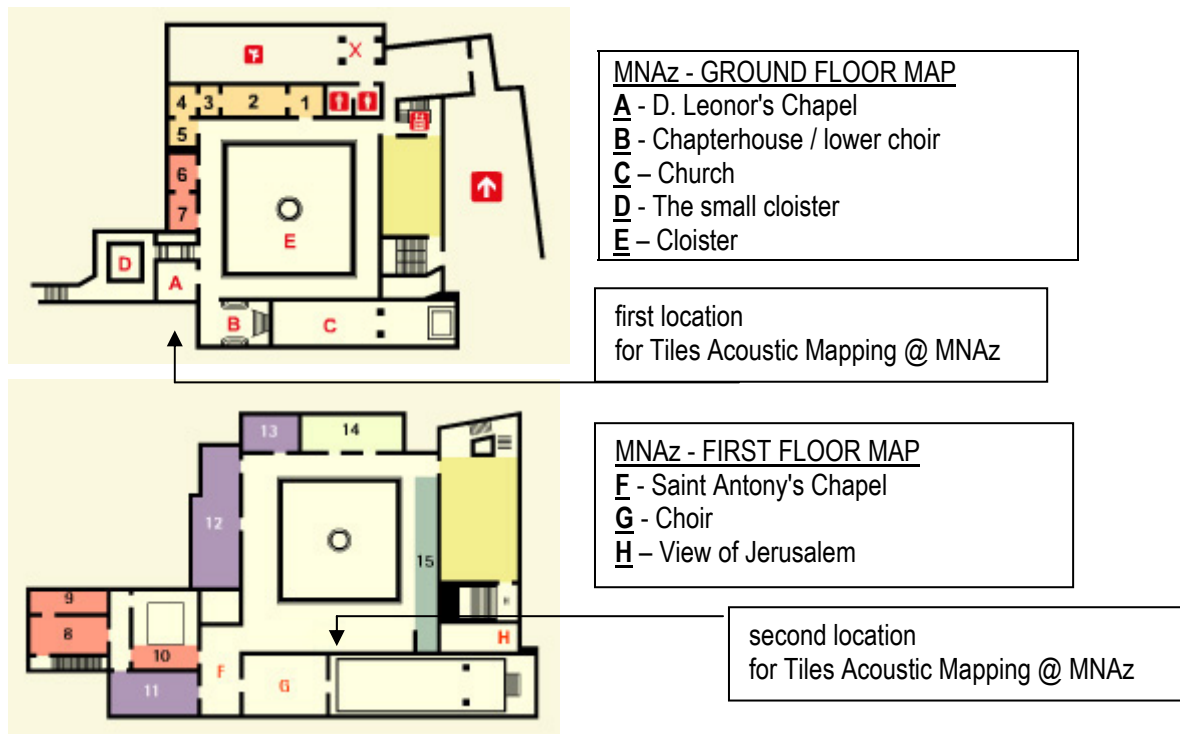 X
4 3 2 1
5
6
7
E
D
A
B
C
MNAz - GROUND FLOOR MAP
A - D. Leonor's Chapel
B - Chapterhouse / lower choir
C – Church
D - The small cloister
E – Cloister
first location
for Tiles Acoustic Mapping @ MNAz
13 14
12
15
9
8
10
11
F
G
H
MNAz - FIRST FLOOR MAP
F - Saint Antony's Chapel
G - Choir
H – View of Jerusalem
second location
for Tiles Acoustic Mapping @ MNAz